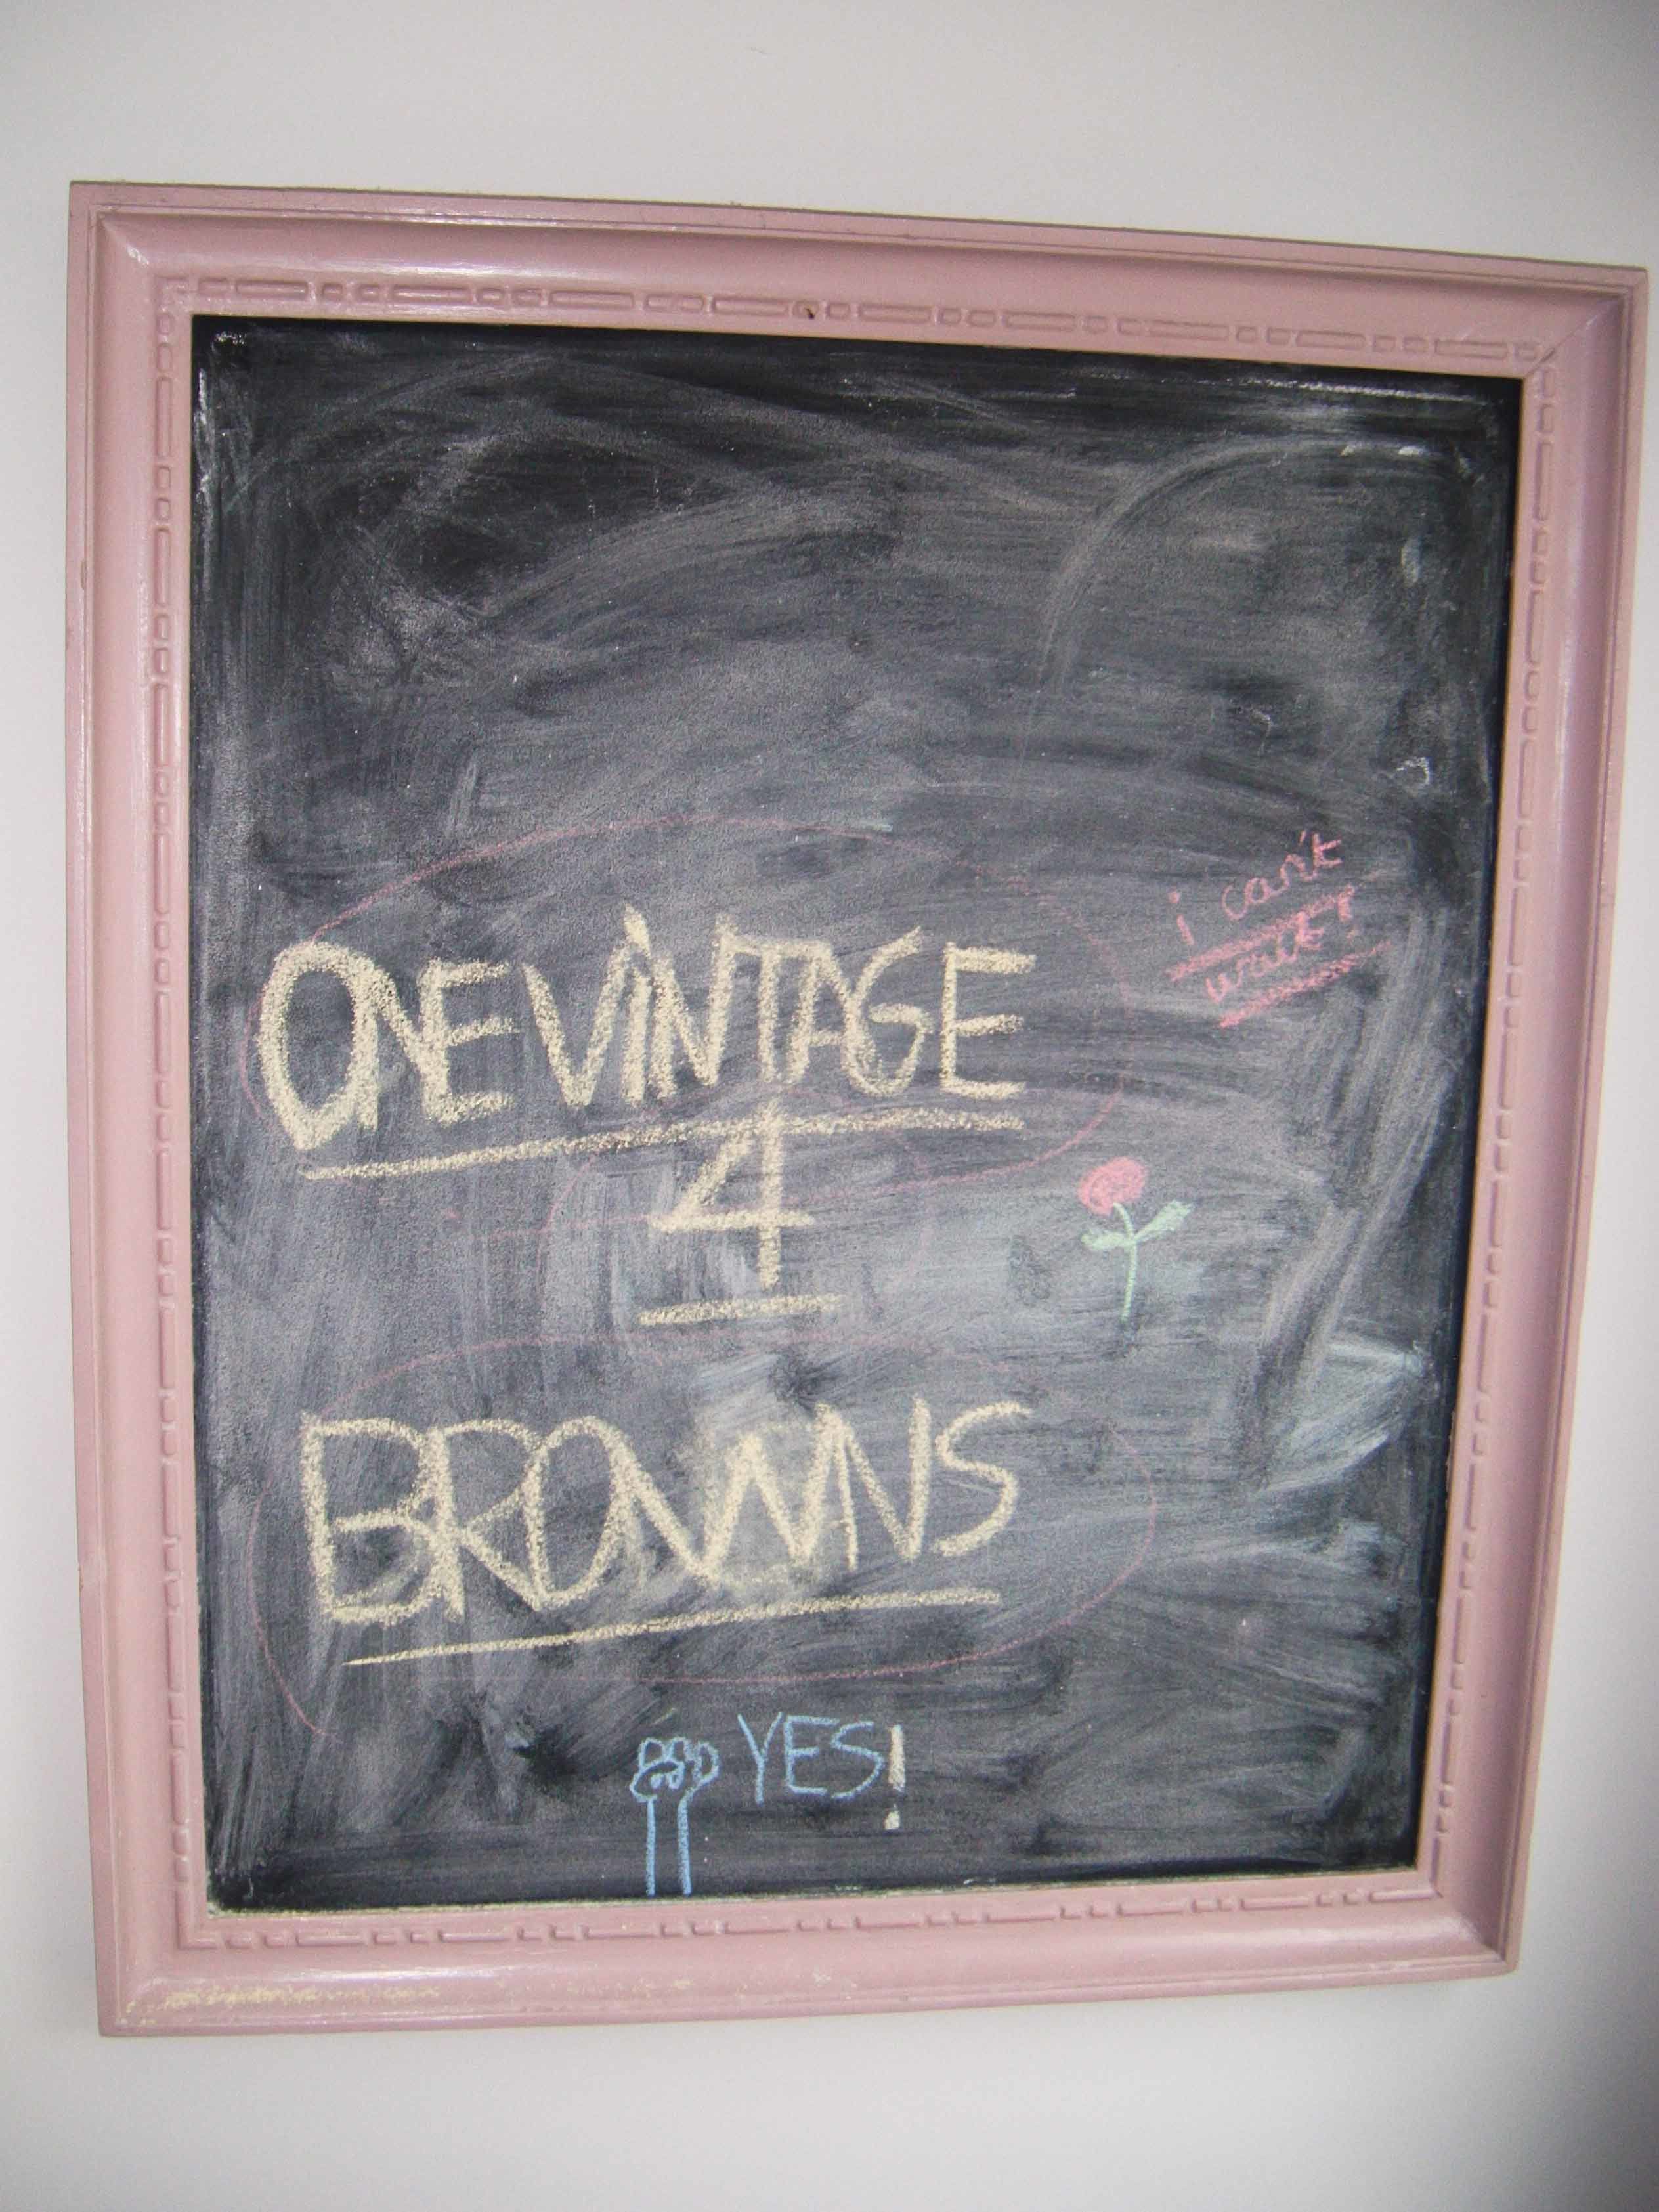 ONE ViNTAGE
4
BROWNS
i can't
wait!
YES!